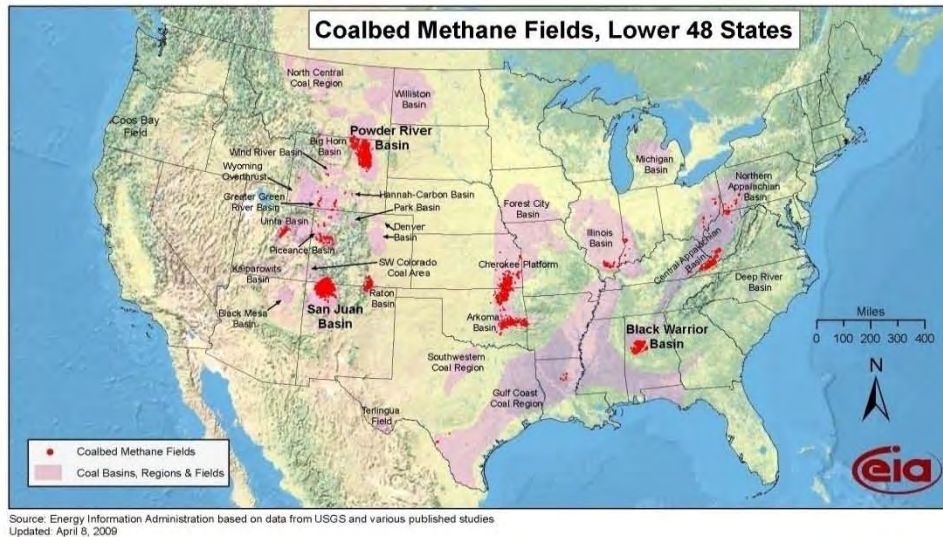 Coalbed Methane Fields, Lower 48 States
North Central
Coal Region
Williston
Basin
Coos Bay
Field
Powder River
Basin
Big Horn
Basin
Wind River Basin
Wyoming
Overthrust
Michigan
Basin
Northern
Appalachian
Basin
Greater Green
River Basin
Hannah-Carbon Basin
Park Basin
Forest City
Basin
Uinta Basin
Denver
Basin
Illinois
Basin
Piceance Basin
Central Appalachian
Basin
SW Colorado
Coal Area
Cherokee Platform
Kaiparowits
Basin
Deep River
Basin
Raton
Basin
Black Mesa
Basin
San Juan
Basin
Arkoma
Basin
Black Warrior
Basin
Miles
0 100 200 300 400
Southwestern
Coal Region
Gulf Coast
Coal Region
N
Terlingua
Field
Coalbed Methane Fields
Coal Basins, Regions & Fields
eia
Source: Energy Information Administration based on data from USGS and various published studies
Updated: April 8, 2009